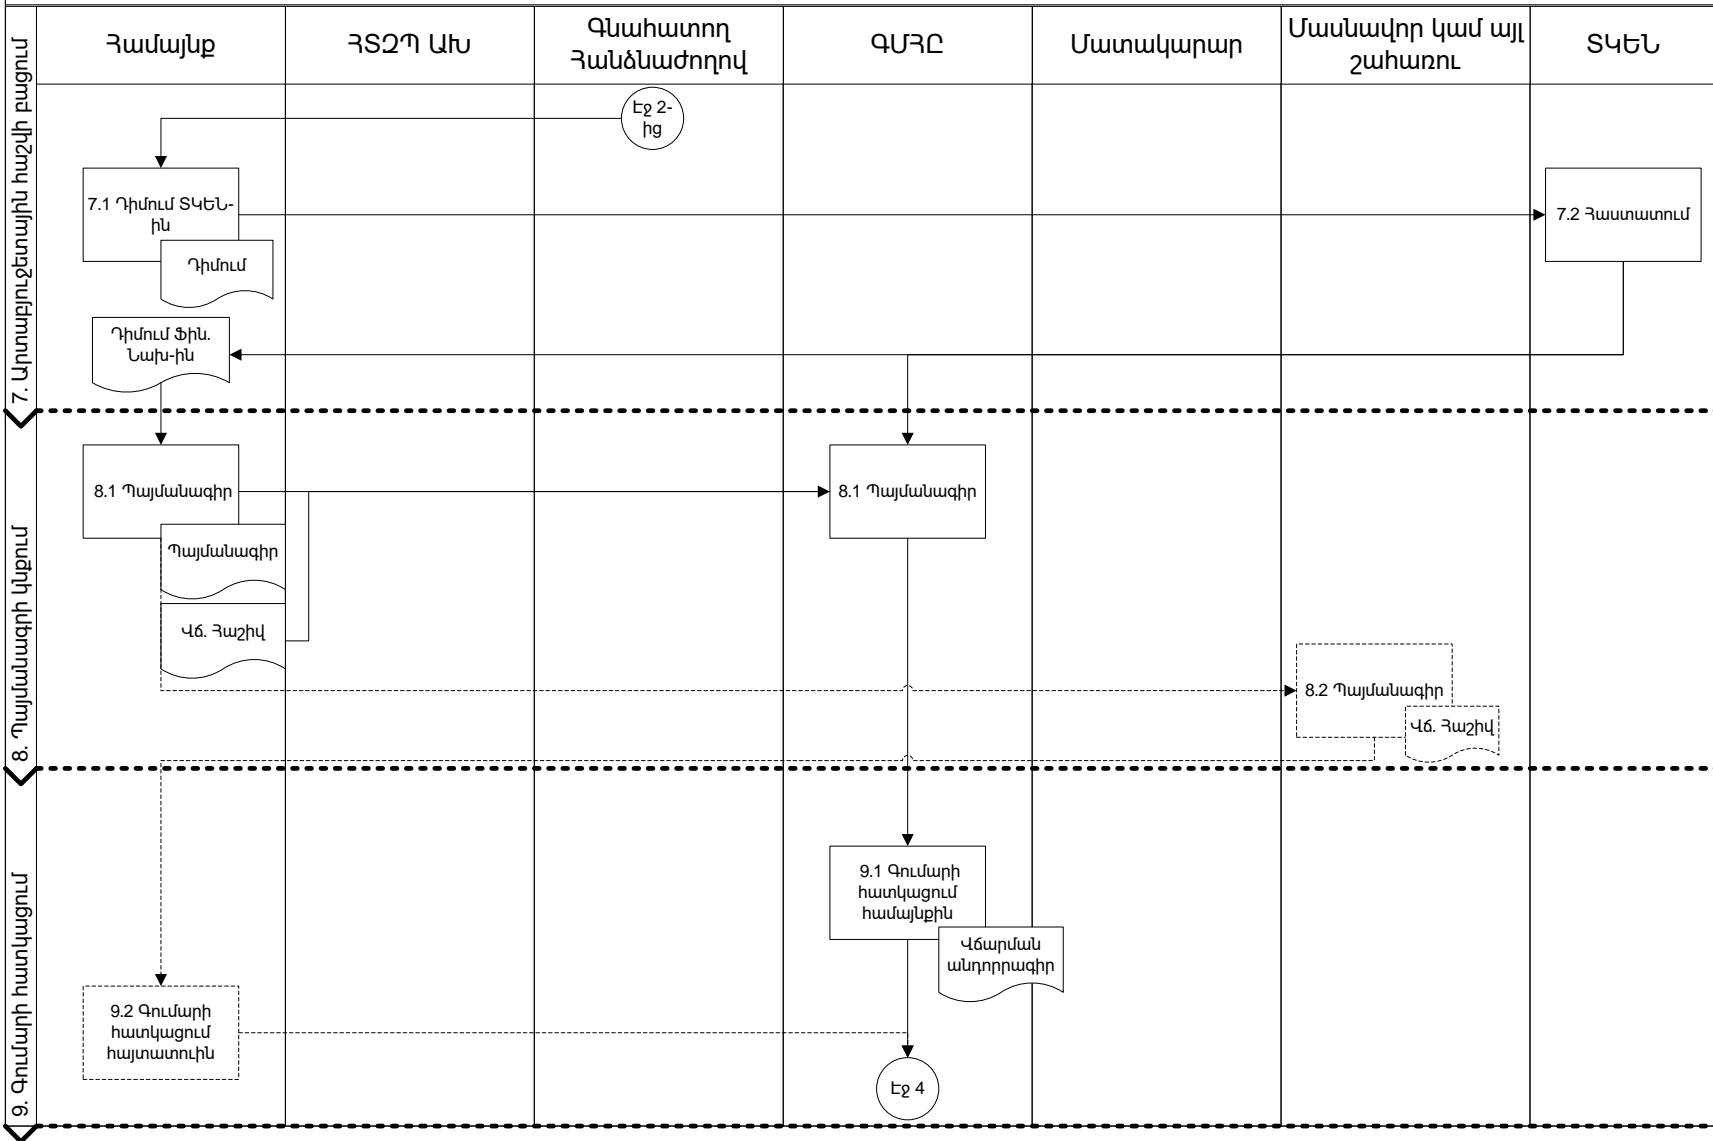 Համայնք
ՀՏԶՊ ԱԽ
Գնահատող
Հանձնաժողով
ԳՄՀԸ
Մատակարար
Մասնավոր կամ այլ
շահառու
ՏԿԵՆ
7. Արտաբյուջետային հաշվի բացում
Էջ 2-
ից
7.1 Դիմում ՏԿԵՆ-
ին
Դիմում
7.2 Հաստատում
Դիմում Ֆին.
Նախ-ին
8. Պայմանագրի կնքում
8.1 Պայմանագիր
Պայմանագիր
Վճ. Հաշիվ
8.1 Պայմանագիր
8.2 Պայմանագիր
Վճ. Հաշիվ
9. Գումարի հատկացում
9.1 Գումարի
հատկացում
համայնքին
Վճարման
անդորրագիր
9.2 Գումարի
հատկացում
հայտատուին
Էջ 4